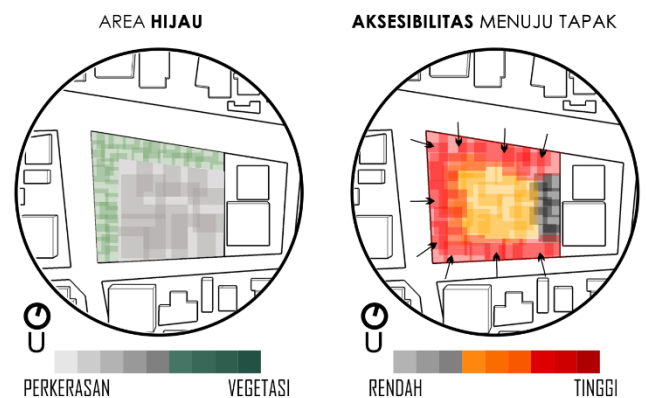 AREA HIJAU
AKSESIBILITAS MENUJU TAPAK
U
U
PERKERASAN
VEGETASI
RENDAH
TINGGI